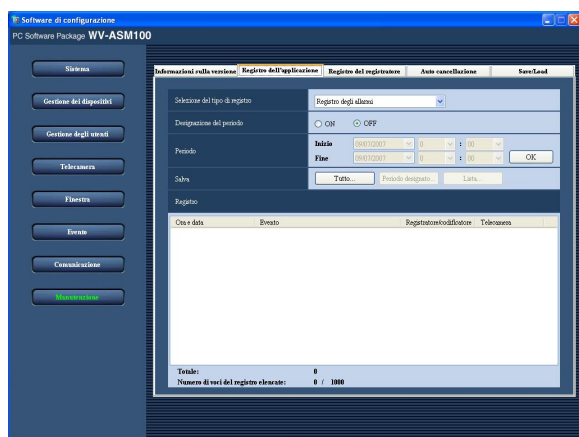 Software di configurazione
PC Software Package WV-ASM100
Sistema
Gestione dei dispositivi
Gestione degli utenti
Telecamera
Finestra
Evento
Comunicazione
Manutenzione
Informazioni sulla versione Registro dell'applicazione Registro del registratore Auto cancellazione Save/Load
Selezione del tipo di registro Registro degli allarmi
Designazione del periodo ON OFF
Periodo Inizio 09/07/2007 0 : 00
Fine 09/07/2007 0 : 00 OK
Salva Tutto... Periodo designato... Lista...
Registro
Ora e data Evento Registratore/codificatore Telecamera
Totale: 0
Numero di voci del registro elencate: 0 / 1000